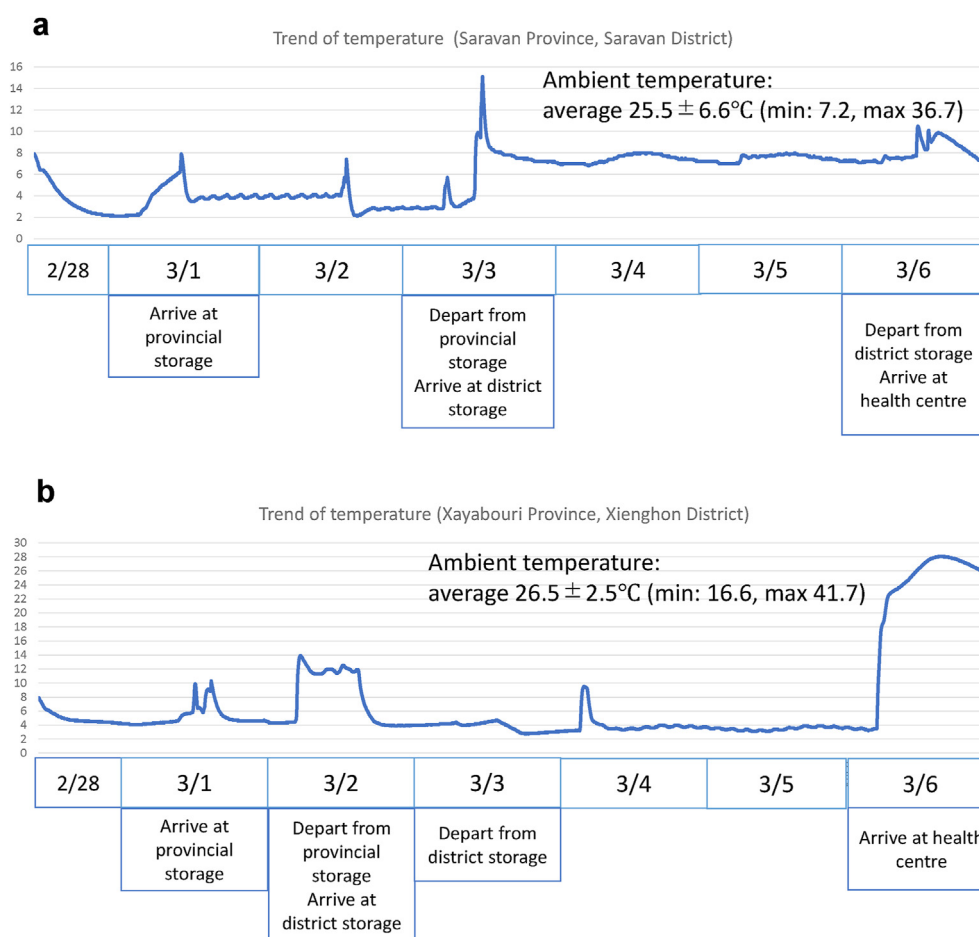 a
Trend of temperature (Saravan Province, Saravan District)
16
14
12
10
8
6
4
2
0
Ambient temperature:
average 25.5 ± 6.6℃ (min: 7.2, max 36.7)
2/28
3/1
3/2
3/3
3/4
3/5
3/6
Arrive at
provincial
storage
Depart from
provincial
storage
Arrive at district
storage
Depart from
district storage
Arrive at
health centre
b
Trend of temperature (Xayabouri Province, Xienghon District)
30
28
26
24
22
20
18
16
14
12
10
8
6
4
2
0
Ambient temperature:
average 26.5 ± 2.5℃ (min: 16.6, max 41.7)
2/28
3/1
3/2
3/3
3/4
3/5
3/6
Arrive at
provincial
storage
Depart from
provincial
storage
Arrive at
district storage
Depart from
district storage
Arrive at health
centre